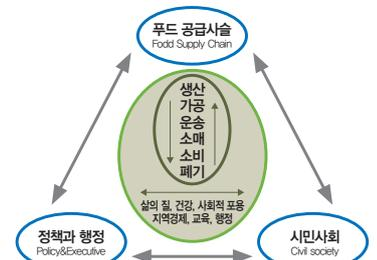 푸드 공급사슬
Fodd Supply Chain
생산
가공
운송
소매
소비
폐기
삶의 질, 건강, 사회적 포용
지역경제, 교육, 행정
정책과 행정
Policy&Executive
시민사회
Civil society